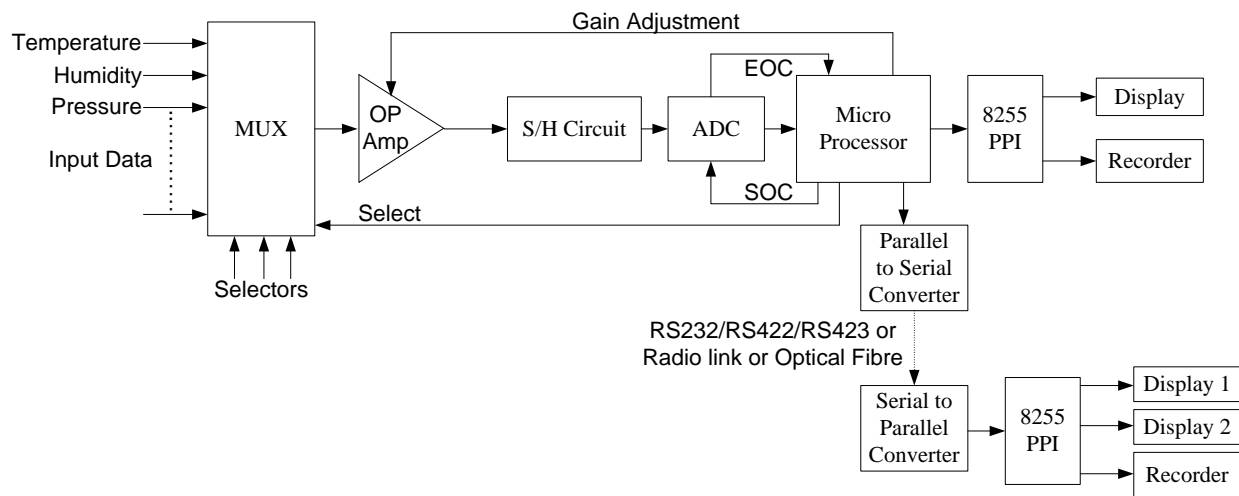 Gain Adjustment
Temperature
Humidity
Pressure
Input Data
MUX
OP
Amp
S/H Circuit
ADC
EOC
SOC
Micro
Processor
8255
PPI
Display
Recorder
Select
Selectors
Parallel
to Serial
Converter
RS232/RS422/RS423 or
Radio link or Optical Fibre
Serial to
Parallel
Converter
8255
PPI
Display 1
Display 2
Recorder